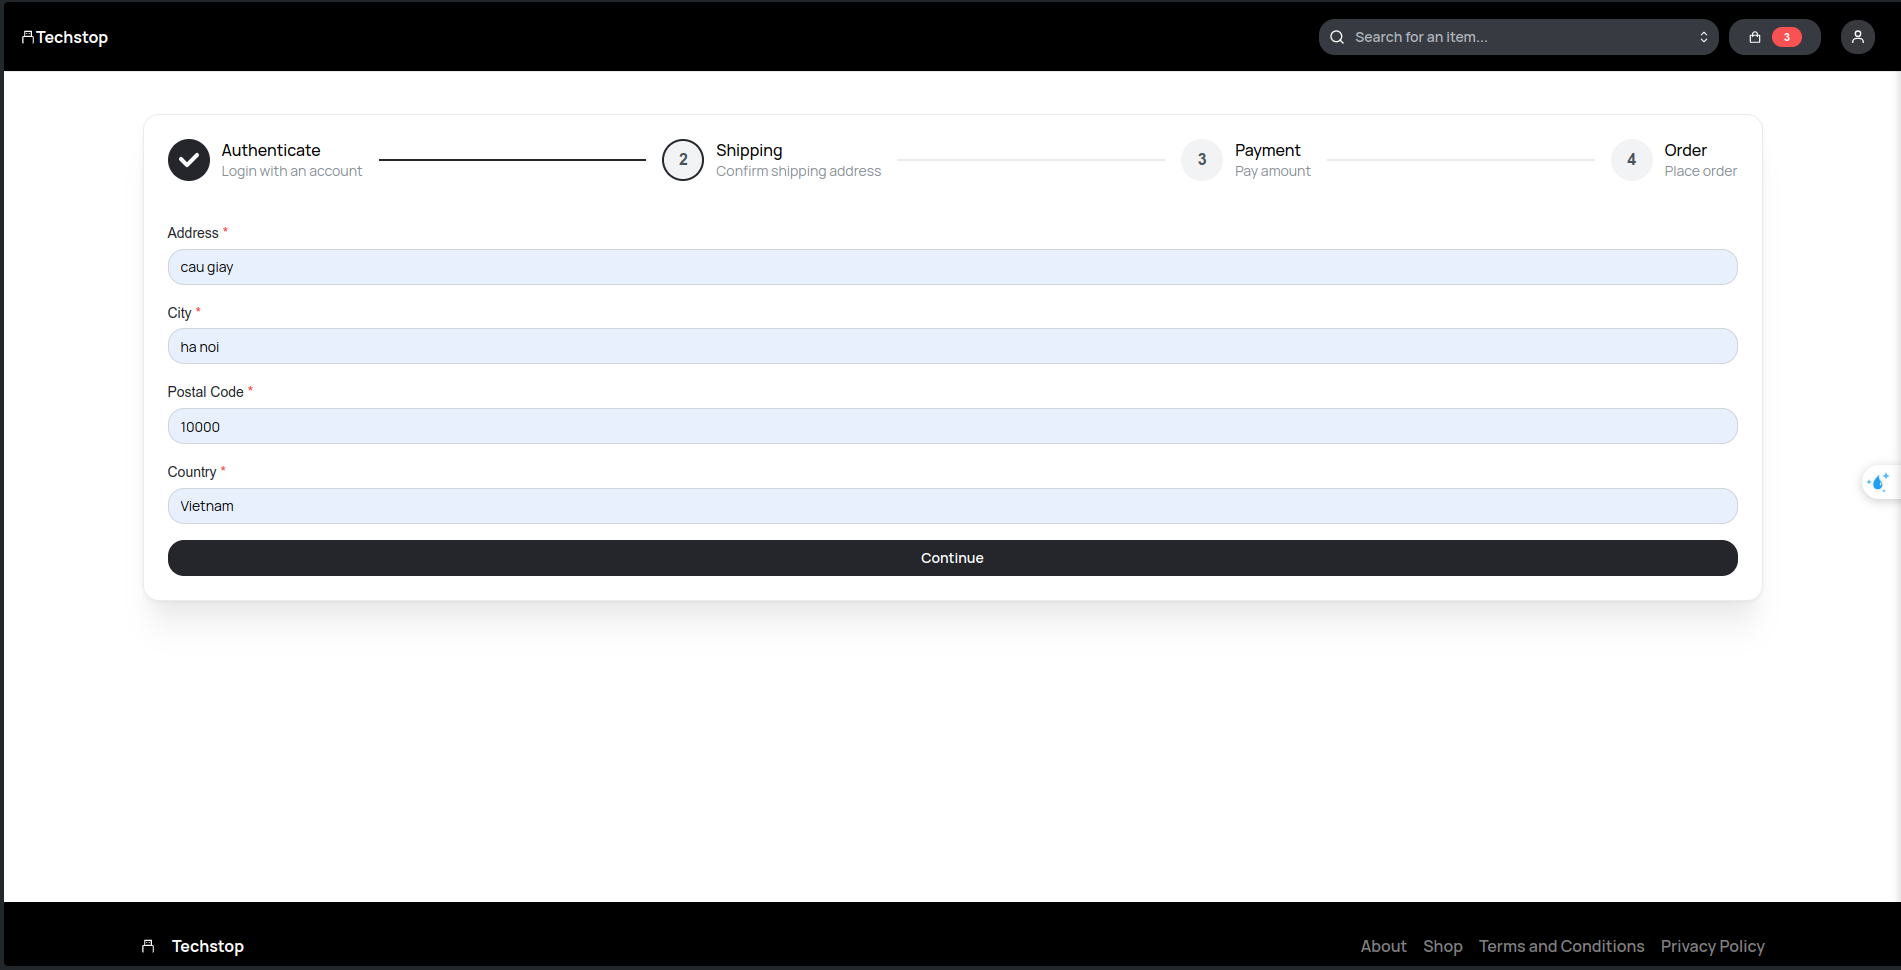 Techstop
Search for an item...
3
Authenticate
Login with an account
2
Shipping
Confirm shipping address
3
Payment
Pay amount
4
Order
Place order
Address *
cau giay
City *
ha noi
Postal Code *
10000
Country *
Vietnam
Continue
Techstop
About Shop Terms and Conditions Privacy Policy